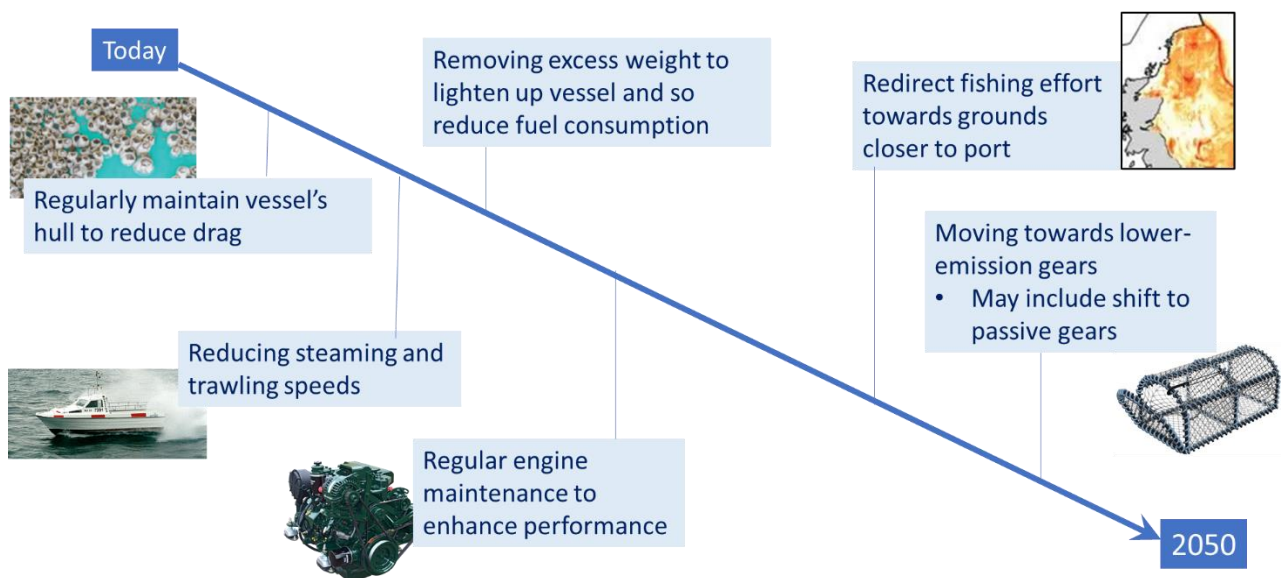 Today
Regularly maintain vessel's
hull to reduce drag
Reducing steaming and
trawling speeds
Removing excess weight to
lighten up vessel and so
reduce fuel consumption
Regular engine
maintenance to
enhance performance
Redirect fishing effort
towards grounds
closer to port
Moving towards lower-
emission gears
• May include shift to
passive gears
2050